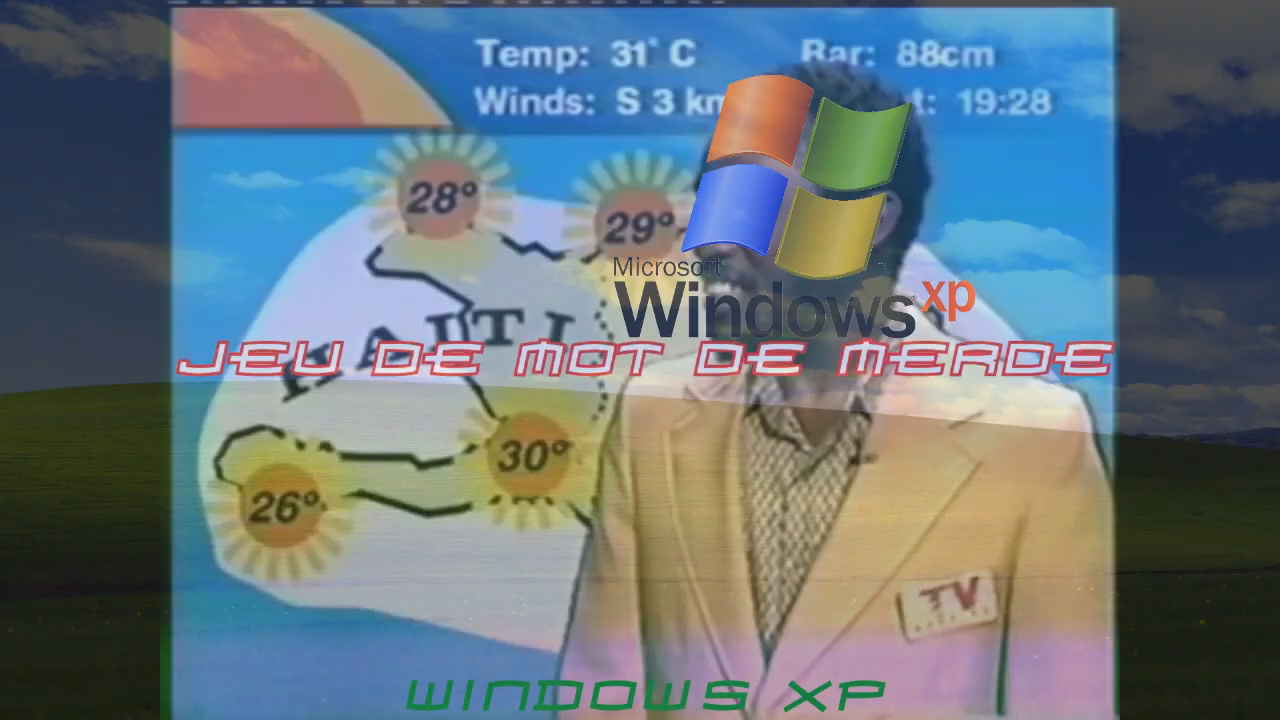 Temp: 31° C Bar: 88cm
Winds: S 3 km t: 19:28
28°
29°
HAITI
Microsoft
Windows xp
JEU DE MOT DE MERDE
30°
26°
TV
WINDOWS XP